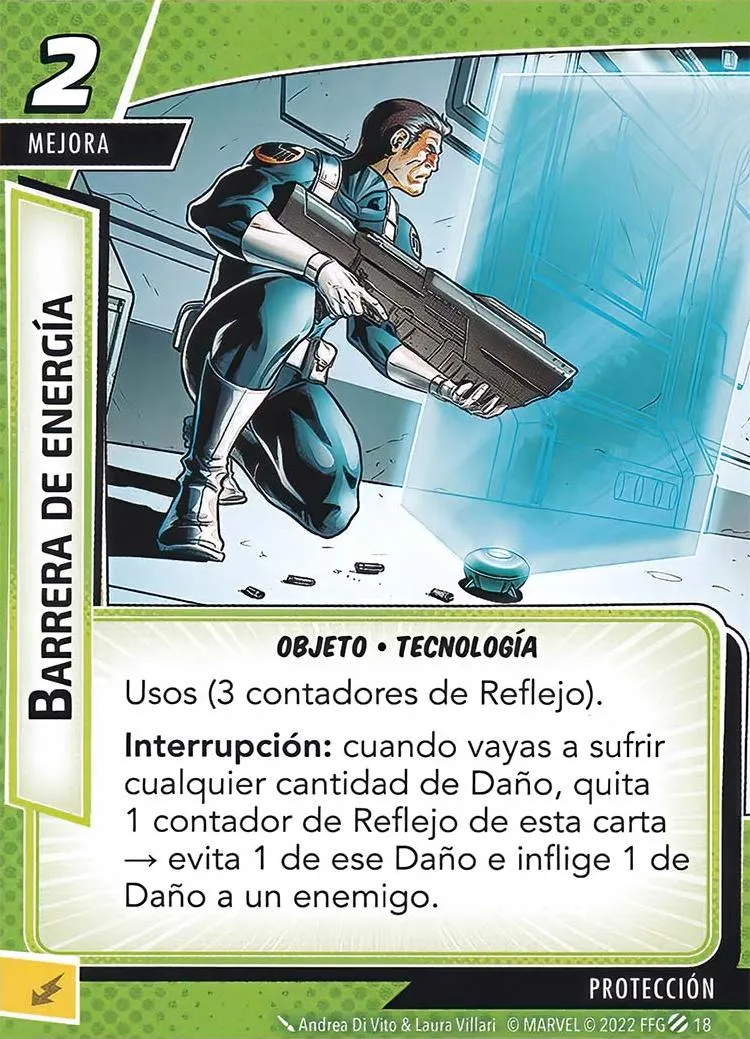 2
MEJORA
BARRERA DE ENERGÍA
OBJETO • TECNOLOGÍA
Usos (3 contadores de Reflejo).
Interrupción: cuando vayas a sufrir
cualquier cantidad de Daño, quita
1 contador de Reflejo de esta carta
→ evita 1 de ese Daño e inflige 1 de
Daño a un enemigo.
PROTECCIÓN
Andrea Di Vito & Laura Villari © MARVEL © 2022 FFG 18